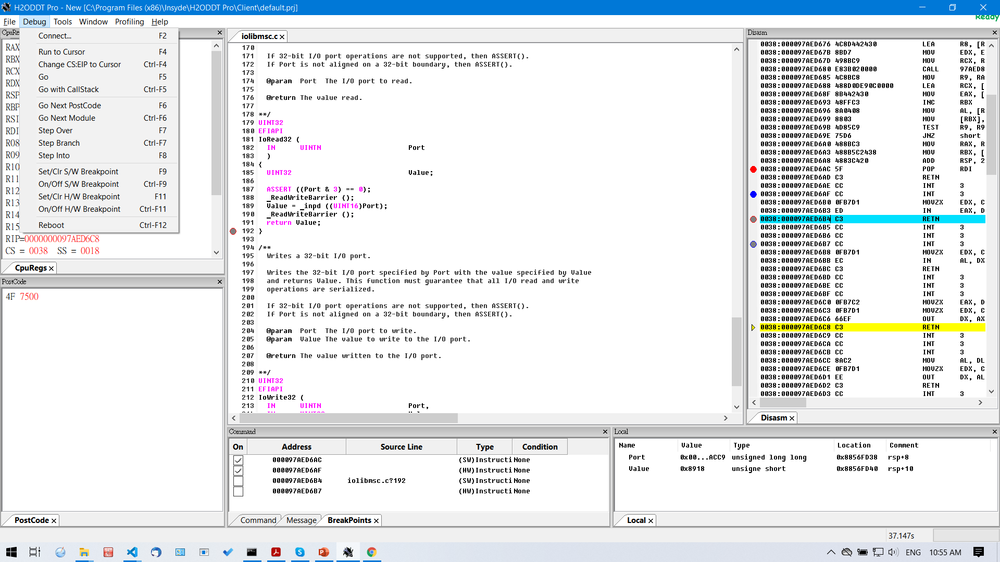 H2ODDT Pro - New [C:\Program Files (x86)\Insyde\H2ODDT Pro\Client\default.prj]
File Debug Tools Window Profiling Help
Ready
CpuRe
Connect... F2
Run to Cursor F4
Change CS:EIP to Cursor Ctrl-F4
Go F5
Go with CallStack Ctrl-F5
Go Next PostCode F6
Go Next Module Ctrl-F6
Step Over F7
Step Branch Ctrl-F7
Step Into F8
Set/Clr S/W Breakpoint F9
On/Off S/W Breakpoint Ctrl-F9
Set/Clr H/W Breakpoint F11
On/Off H/W Breakpoint Ctrl-F11
Reboot Ctrl-F12
RAX
RBX
RCX
RDX
RSP
RBP
RSI
RDI
R08
R09
R10
R11
R12
R13
R14
R15
RIP=0000000097AED6C8
CS = 0038 SS = 0018
CpuRegs
PostCode
4F 7500
PostCode
iolibmsc.c
170
171 If 32-bit I/O port operations are not supported, then ASSERT().
172 If Port is not aligned on a 32-bit boundary, then ASSERT().
173
174 @param Port The I/O port to read.
175
176 @return The value read.
177
178 **/
179 UINT32
180 EFIAPI
181 IoRead32 (
182 IN UINTN Port
183 )
184 {
185 UINT32 Value;
186
187 ASSERT ((Port & 3) == 0);
188 _ReadWriteBarrier ();
189 Value = _inpd ((UINT16)Port);
190 _ReadWriteBarrier ();
191 return Value;
192 }
193
194 /**
195 Writes a 32-bit I/O port.
196
197 Writes the 32-bit I/O port specified by Port with the value specified by Value
198 and returns Value. This function must guarantee that all I/O read and write
199 operations are serialized.
200
201 If 32-bit I/O port operations are not supported, then ASSERT().
202 If Port is not aligned on a 32-bit boundary, then ASSERT().
203
204 @param Port The I/O port to write.
205 @param Value The value to write to the I/O port.
206
207 @return The value written to the I/O port.
208
209 **/
210 UINT32
211 EFIAPI
212 IoWrite32 (
213 IN UINTN Port,
Disasm
0038:000097AED676 4C8D442430 LEA R8, [R
0038:000097AED67B 8BD7 MOV EDX, E
0038:000097AED67D 498BC9 MOV RCX, R
0038:000097AED680 E83B020000 CALL 97AED8
0038:000097AED685 4C8BC8 MOV R9, RA
0038:000097AED688 488D0DE90C0000 LEA RCX, [
0038:000097AED68F 8B442430 MOV EAX, [
0038:000097AED693 48FFC3 INC RBX
0038:000097AED696 8A0408 MOV AL, [R
0038:000097AED699 8803 MOV [RBX],
0038:000097AED69B 4D85C9 TEST R9, R9
0038:000097AED69E 75D6 JNZ short
0038:000097AED6A0 488BC3 MOV RAX, R
0038:000097AED6A3 488B5C2438 MOV RBX, [
0038:000097AED6A8 4883C420 ADD RSP, 2
0038:000097AED6AC 5F POP RDI
0038:000097AED6AD C3 RETN
0038:000097AED6AE CC INT 3
0038:000097AED6AF CC INT 3
0038:000097AED6B0 0FB7D1 MOVZX EDX, C
0038:000097AED6B3 ED IN EAX, D
0038:000097AED6B4 C3 RETN
0038:000097AED6B5 CC INT 3
0038:000097AED6B6 CC INT 3
0038:000097AED6B7 CC INT 3
0038:000097AED6B8 0FB7D1 MOVZX EDX, C
0038:000097AED6BB EC IN AL, DX
0038:000097AED6BC C3 RETN
0038:000097AED6BD CC INT 3
0038:000097AED6BE CC INT 3
0038:000097AED6BF CC INT 3
0038:000097AED6C0 0FB7C2 MOVZX EAX, D
0038:000097AED6C3 0FB7D1 MOVZX EDX, C
0038:000097AED6C6 66EF OUT DX, AX
0038:000097AED6C8 C3 RETN
0038:000097AED6C9 CC INT 3
0038:000097AED6CA CC INT 3
0038:000097AED6CB CC INT 3
0038:000097AED6CC 8AC2 MOV AL, DL
0038:000097AED6CE 0FB7D1 MOVZX EDX, C
0038:000097AED6D1 EE OUT DX, AL
0038:000097AED6D2 C3 RETN
0038:000097AED6D3 CC INT 3
Disasm
Command
On Address Source Line Type Condition
000097AED6AC (SW)Instructi None
000097AED6AF (HW)Instructi None
000097AED6B4 iolibmsc.c?192 (SW)Instructi None
000097AED6B7 (HW)Instructi None
Command Message BreakPoints
Local
Name Value Type Location Comment
Port 0x00...ACC9 unsigned long long 0x8856FD38 rsp+8
Value 0x8918 unsigne short 0x8856FD40 rsp+10
Local
37.147s
ENG 10:55 AM